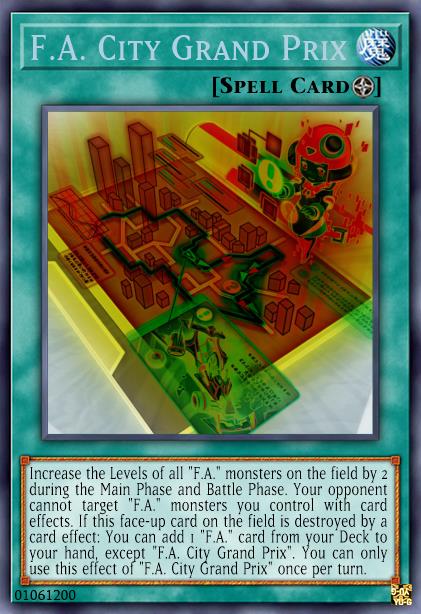 F.A. City Grand Prix
魔
[Spell Card]
Increase the Levels of all "F.A." monsters on the field by 2
during the Main Phase and Battle Phase. Your opponent
cannot target "F.A." monsters you control with card
effects. If this face-up card on the field is destroyed by a
card effect: You can add 1 "F.A." card from your Deck to
your hand, except "F.A. City Grand Prix". You can only
use this effect of "F.A. City Grand Prix" once per turn.
01061200